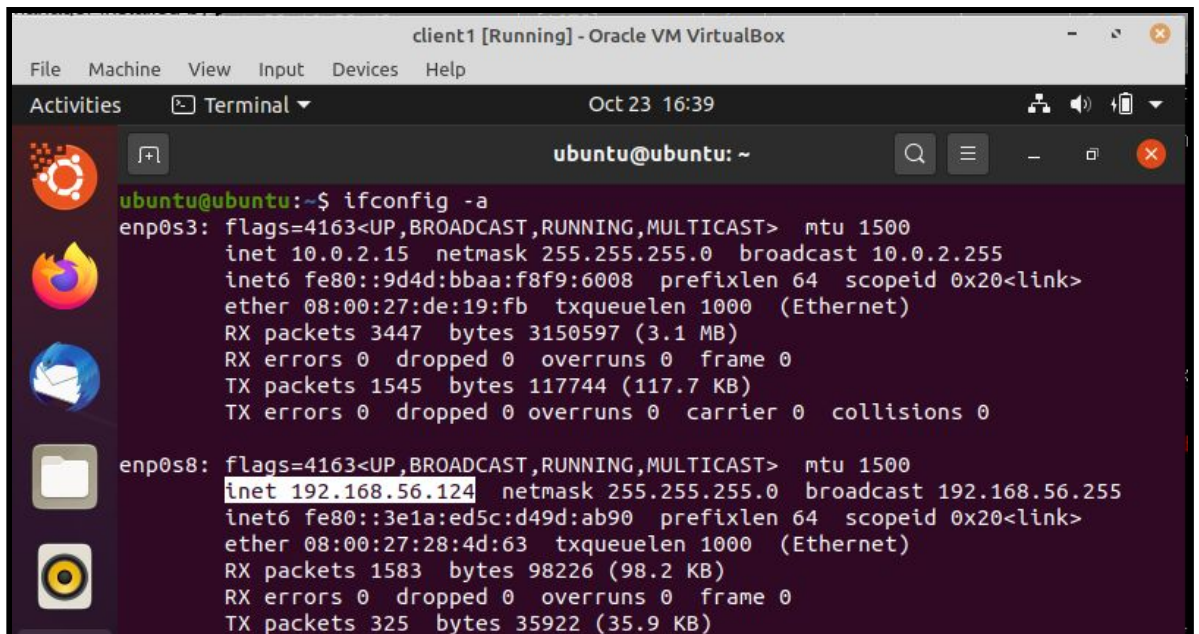 client1 [Running] - Oracle VM VirtualBox
File Machine View Input Devices Help
Activities Terminal Oct 23 16:39
ubuntu@ubuntu: ~
ubuntu@ubuntu:~$ ifconfig -a
enp0s3: flags=4163<UP,BROADCAST,RUNNING,MULTICAST> mtu 1500
inet 10.0.2.15 netmask 255.255.255.0 broadcast 10.0.2.255
inet6 fe80::9d4d:bbaa:f8f9:6008 prefixlen 64 scopeid 0x20<link>
ether 08:00:27:de:19:fb txqueuelen 1000 (Ethernet)
RX packets 3447 bytes 3150597 (3.1 MB)
RX errors 0 dropped 0 overruns 0 frame 0
TX packets 1545 bytes 117744 (117.7 KB)
TX errors 0 dropped 0 overruns 0 carrier 0 collisions 0
enp0s8: flags=4163<UP,BROADCAST,RUNNING,MULTICAST> mtu 1500
inet 192.168.56.124 netmask 255.255.255.0 broadcast 192.168.56.255
inet6 fe80::3e1a:ed5c:d49d:ab90 prefixlen 64 scopeid 0x20<link>
ether 08:00:27:28:4d:63 txqueuelen 1000 (Ethernet)
RX packets 1583 bytes 98226 (98.2 KB)
RX errors 0 dropped 0 overruns 0 frame 0
TX packets 325 bytes 35922 (35.9 KB)